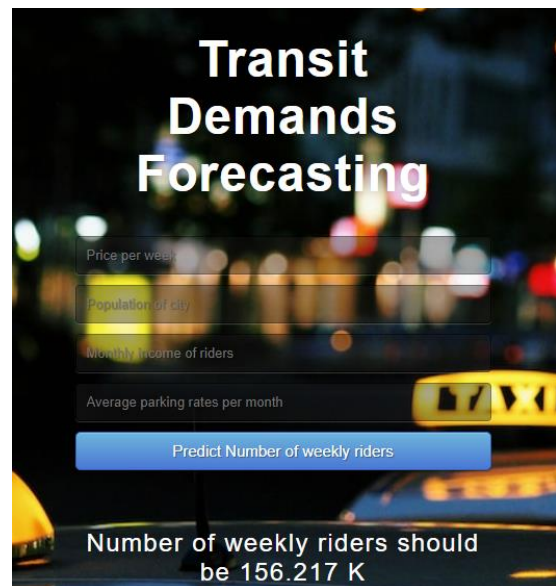 Transit
Demands
Forecasting
Price per week
Population of city
Monthly income of riders
Average parking rates per month
TAXI
Predict Number of weekly riders
Number of weekly riders should
be 156.217 K